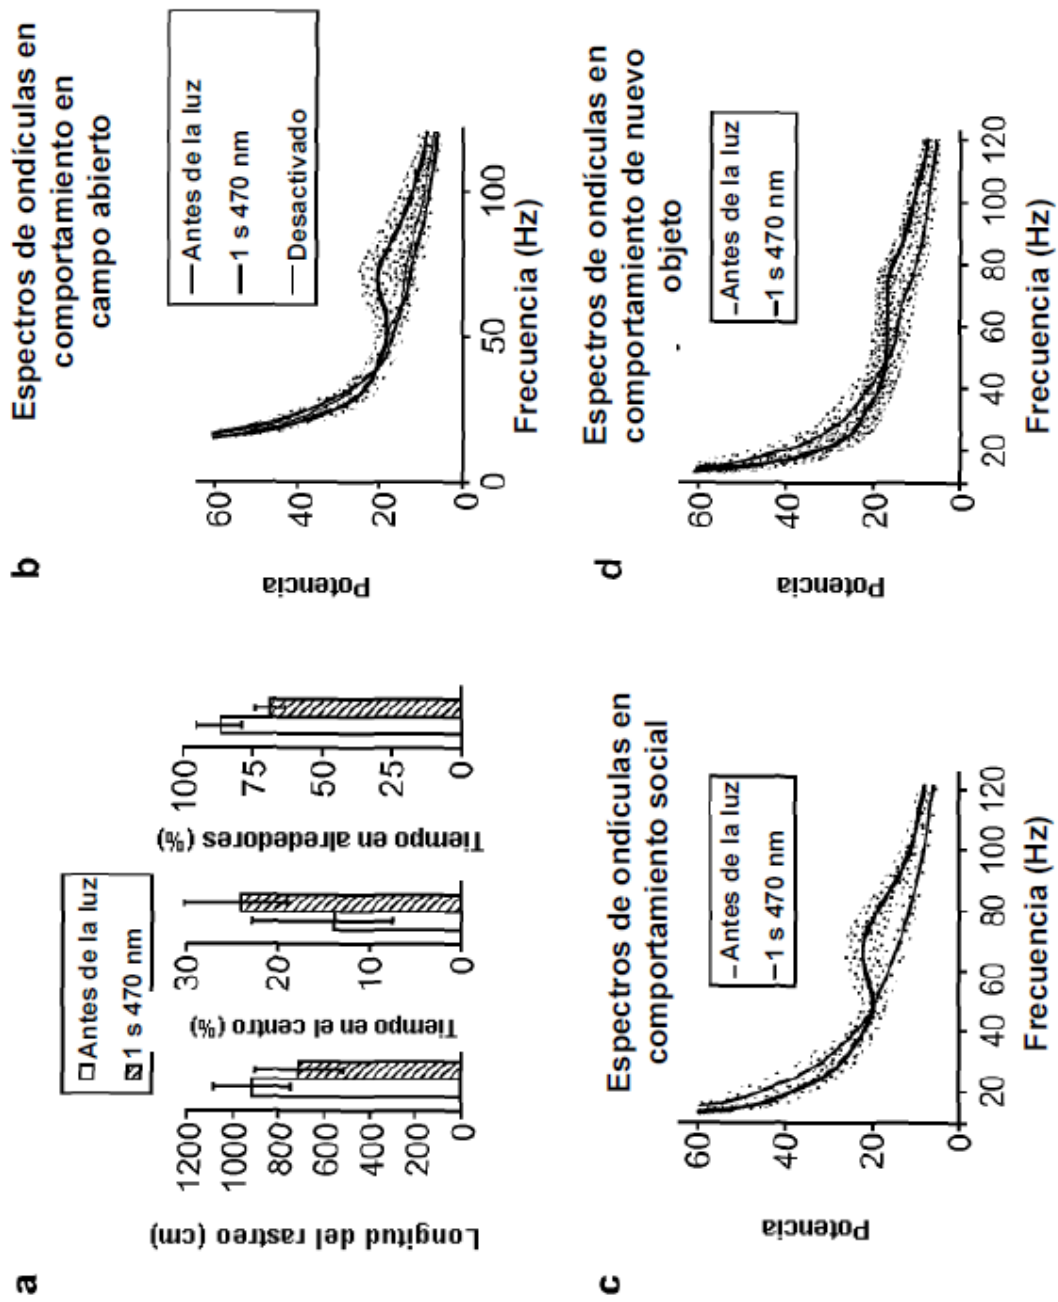 a
Longitud del rastreo (cm)
1200
1000
800
600
400
200
0
Antes de la luz
1 s 470 nm
Tiempo en el centro (%)
30
20
10
0
Tiempo en alrededores (%)
100
75
50
25
0
b
Espectros de ondículas en
comportamiento en
campo abierto
Antes de la luz
1 s 470 nm
Desactivado
Potencia
60
40
20
0
0 50 100
Frecuencia (Hz)
c
Espectros de ondículas en
comportamiento social
Antes de la luz
1 s 470 nm
Potencia
60
40
20
0
20 40 60 80 100 120
Frecuencia (Hz)
d
Espectros de ondículas en
comportamiento de nuevo
objeto
Antes de la luz
1 s 470 nm
Potencia
60
40
20
0
20 40 60 80 100 120
Frecuencia (Hz)